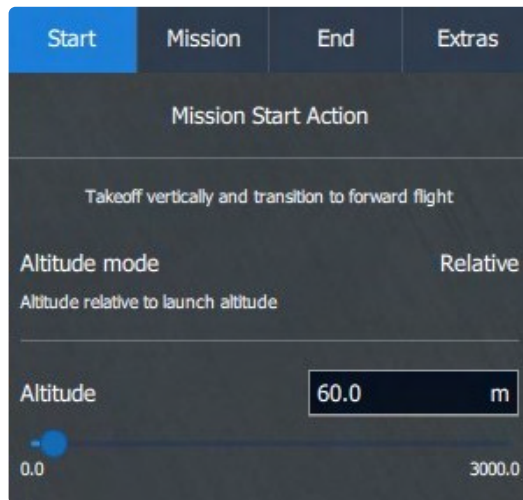 Start Mission End Extras
Mission Start Action
Takeoff vertically and transition to forward flight
Altitude mode Relative
Altitude relative to launch altitude
Altitude 60.0 m
0.0 3000.0